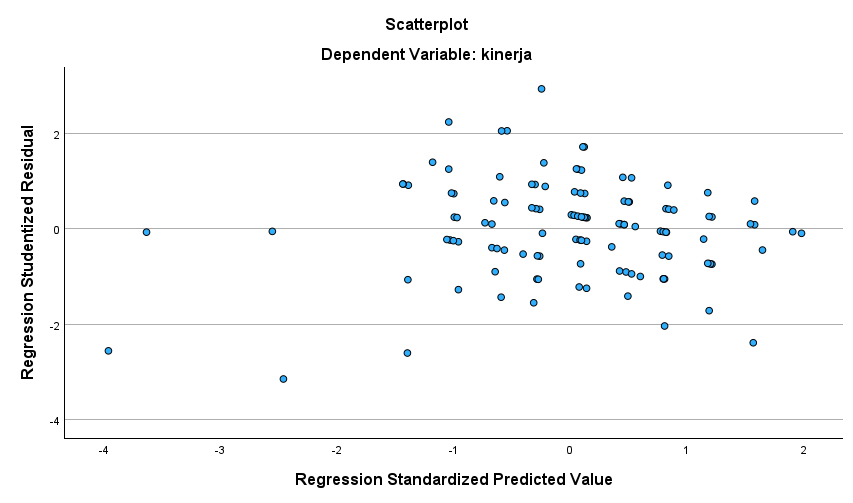 Scatterplot
Dependent Variable: kinerja
Regression Studentized Residual
2
0
-2
-4
-4 -3 -2 -1 0 1 2
Regression Standardized Predicted Value